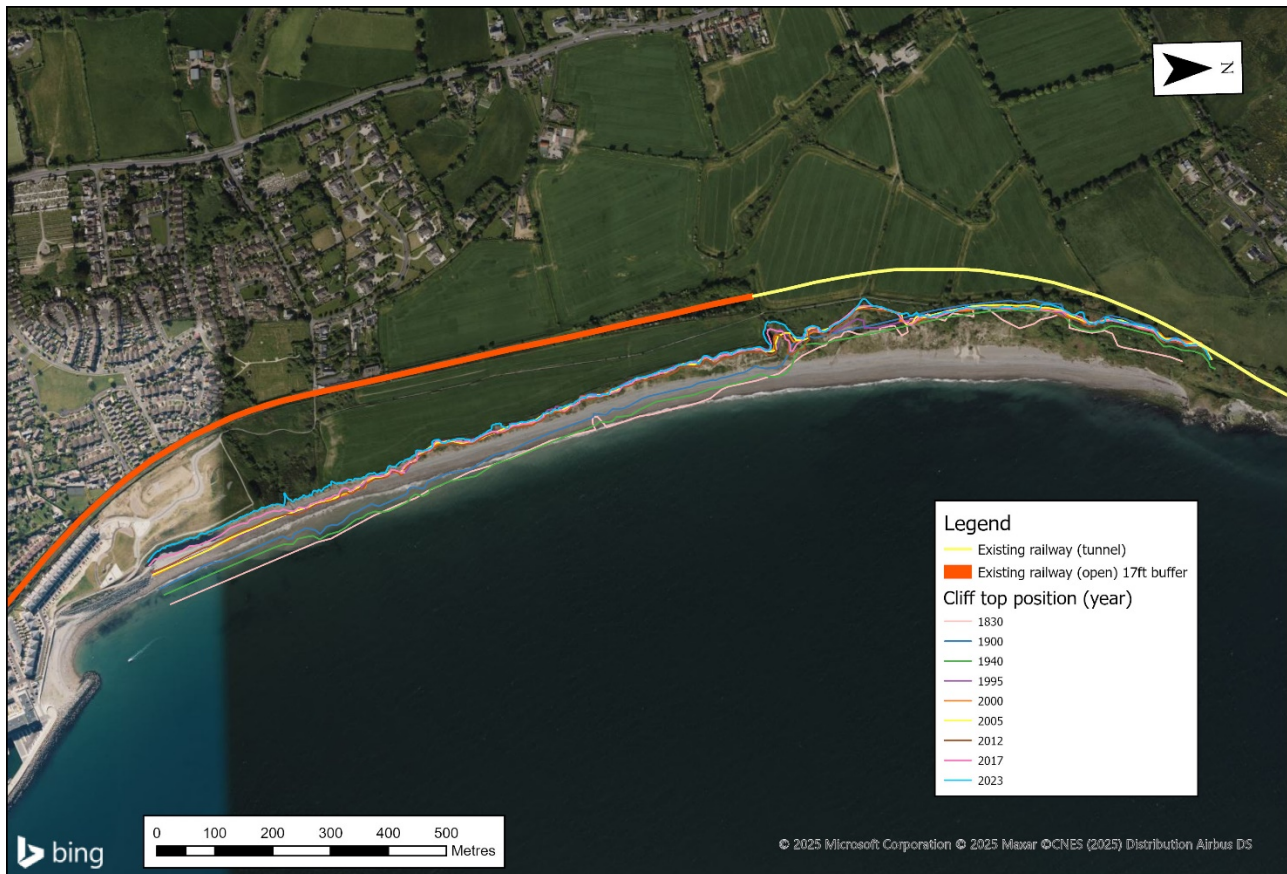 N
Legend
Existing railway (tunnel)
Existing railway (open) 17ft buffer
Cliff top position (year)
1830
1900
1940
1995
2000
2005
2012
2017
2023
0 100 200 300 400 500
Metres
bing
© 2025 Microsoft Corporation © 2025 Maxar ©CNES (2025) Distribution Airbus DS